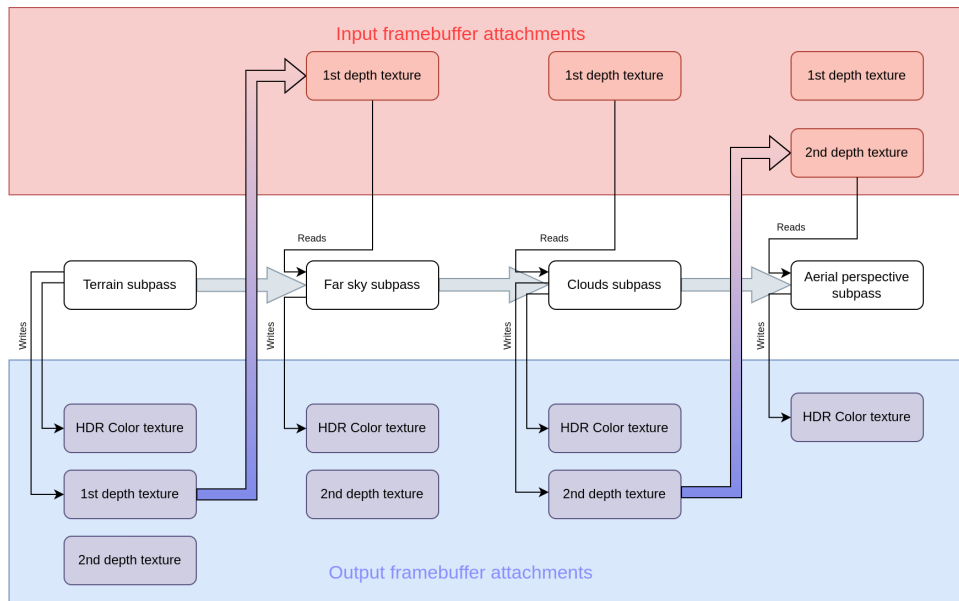 Input framebuffer attachments
1st depth texture
1st depth texture
1st depth texture
2nd depth texture
Reads
Reads
Reads
Terrain subpass
Far sky subpass
Clouds subpass
Aerial perspective
subpass
Writes
Writes
Writes
Writes
HDR Color texture
HDR Color texture
HDR Color texture
HDR Color texture
1st depth texture
2nd depth texture
2nd depth texture
2nd depth texture
Output framebuffer attachments